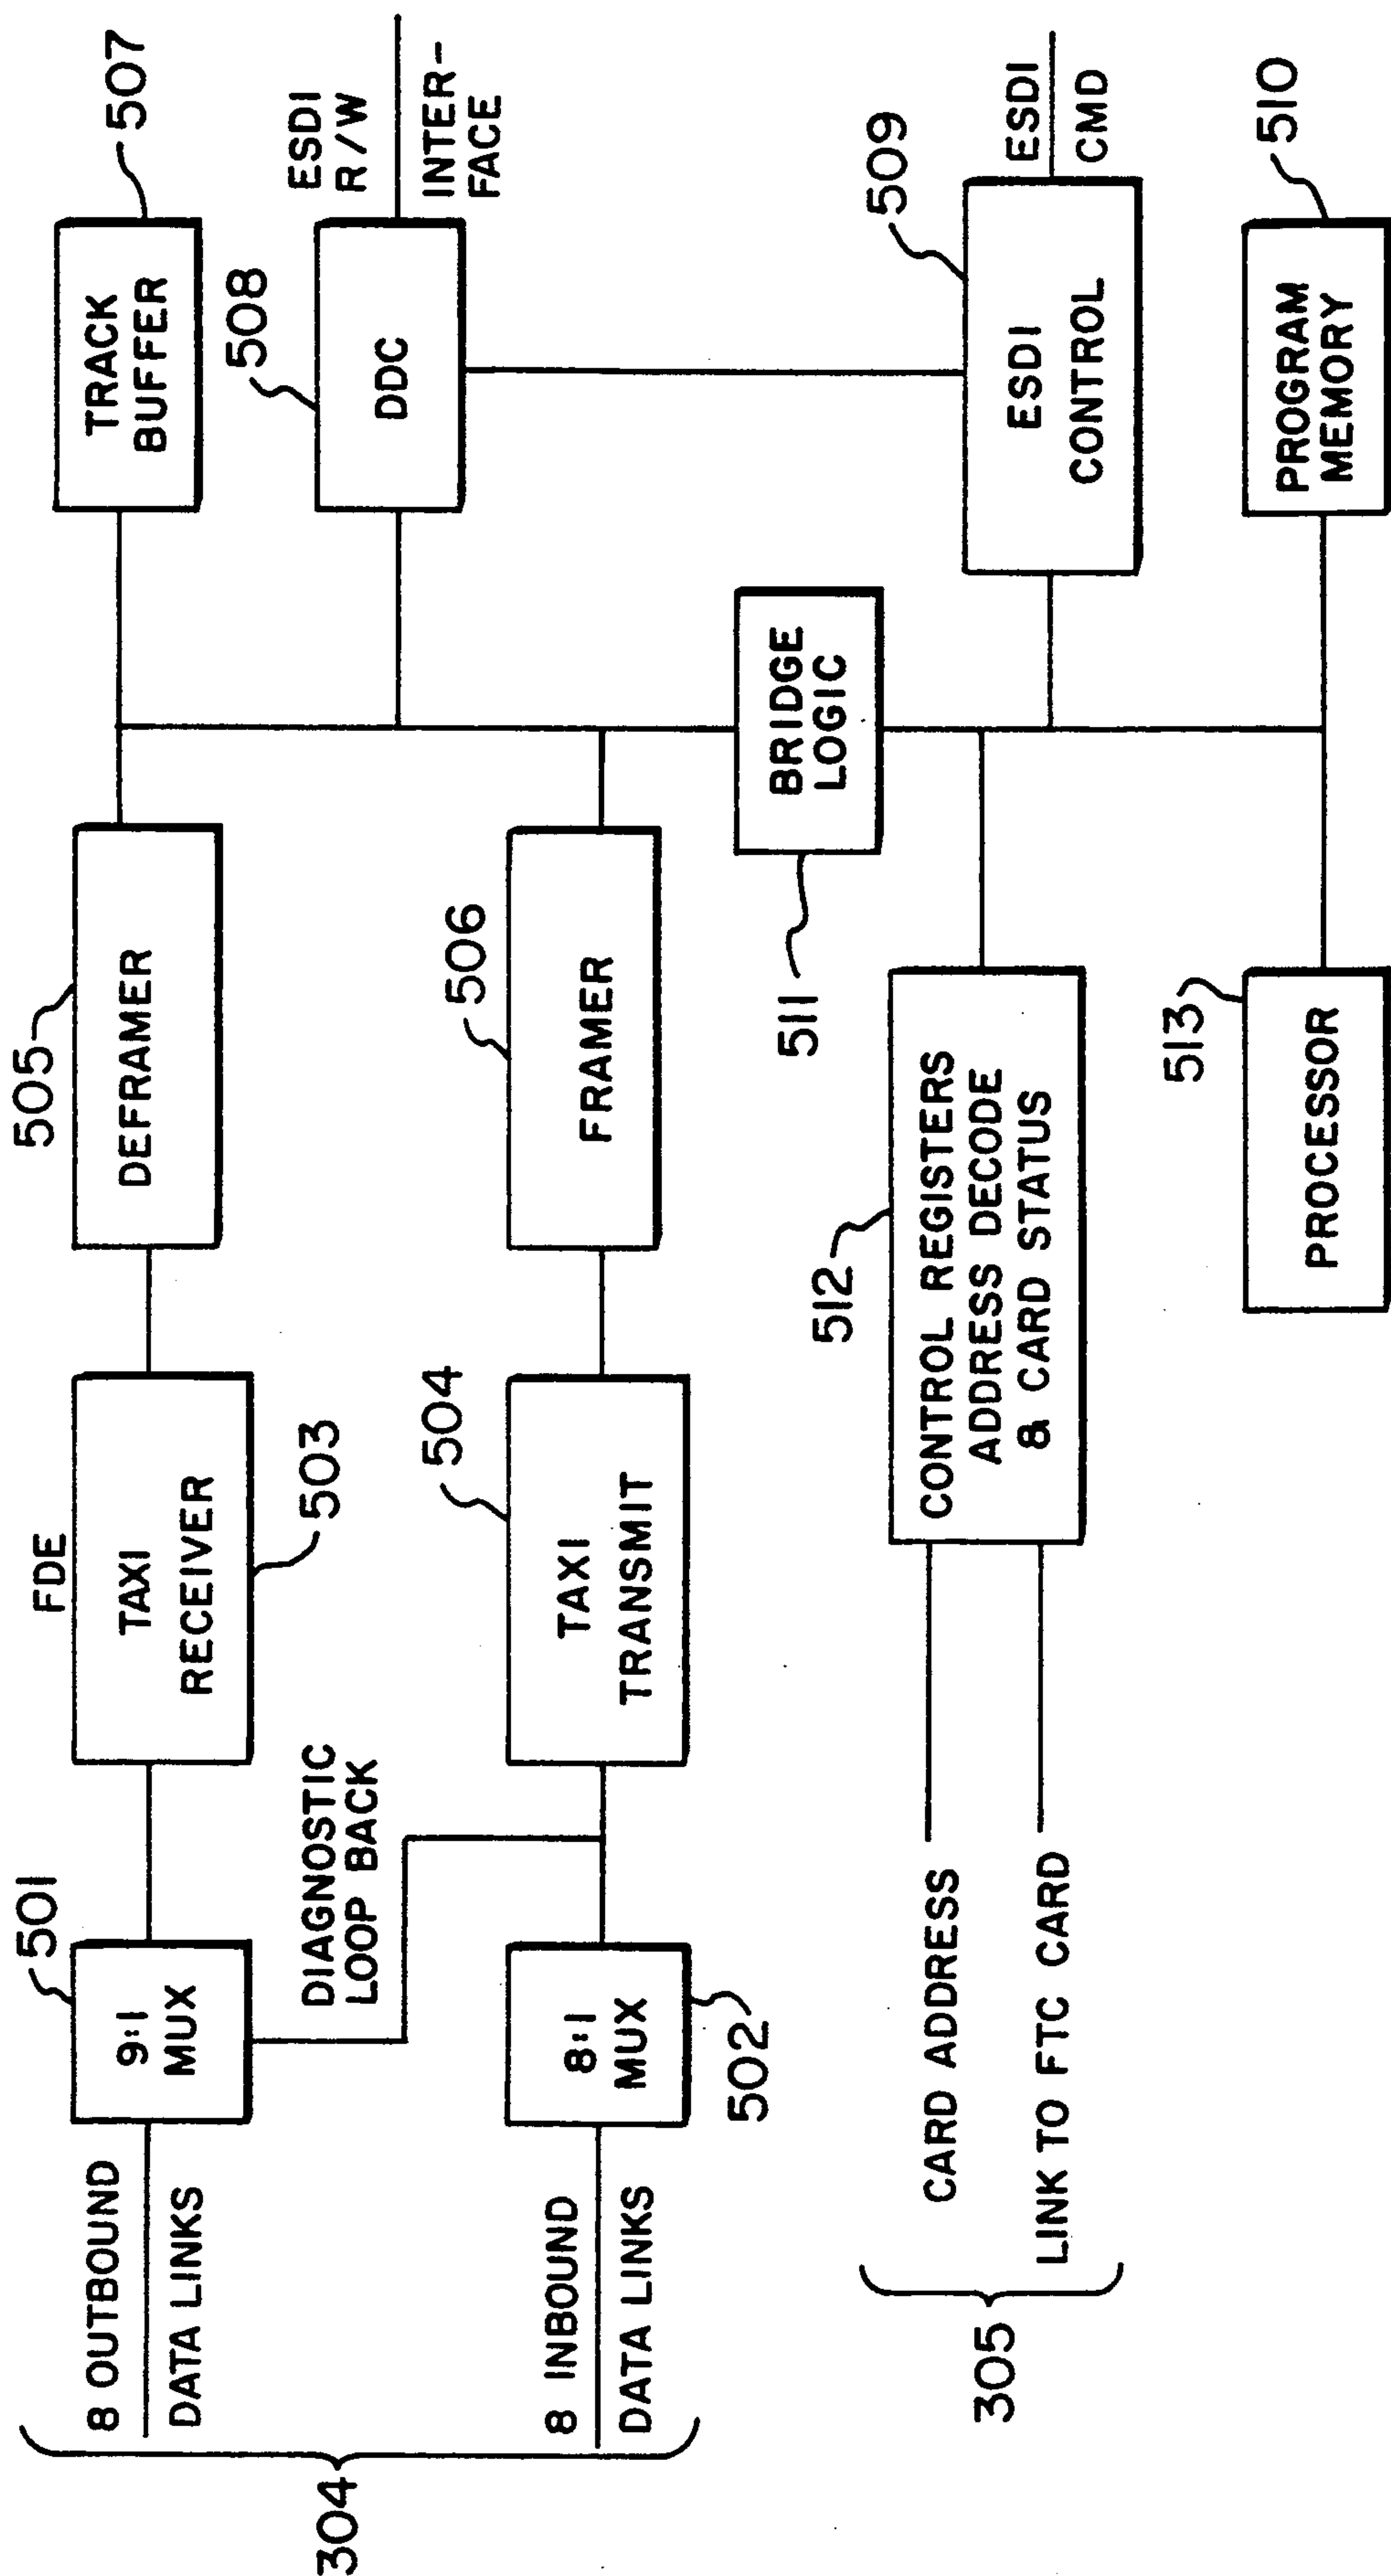 8 OUTBOUND
DATA LINKS
304
8 INBOUND
DATA LINKS
501
9:1
MUX
DIAGNOSTIC
LOOP BACK
8:1
MUX
502
FDE
TAXI
RECEIVER
503
504
TAXI
TRANSMIT
505
DEFRAMER
506
FRAMER
507
TRACK
BUFFER
508
DDC
ESDI
R/W
INTER-
FACE
BRIDGE
LOGIC
511
509
ESDI
CONTROL
ESDI
CMD
305
CARD ADDRESS
LINK TO FTC CARD
512
CONTROL REGISTERS
ADDRESS DECODE
& CARD STATUS
513
PROCESSOR
510
PROGRAM
MEMORY